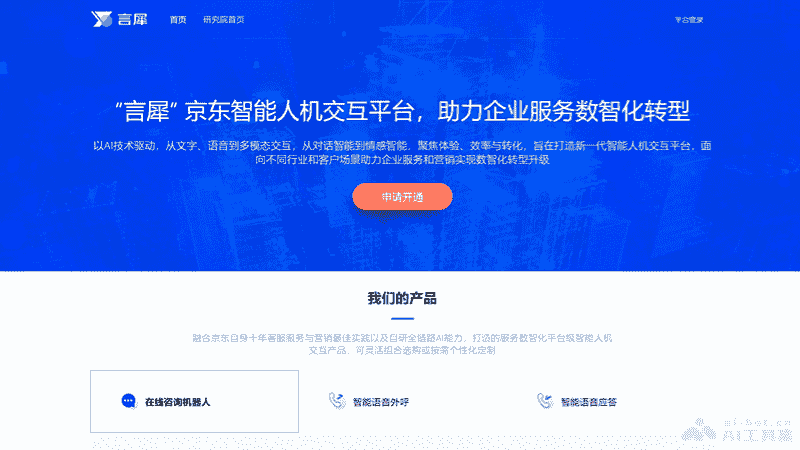 言犀 首页 研究院首页 平台登录
"言犀" 京东智能人机交互平台，助力企业服务数智化转型
以AI技术驱动，从文字、语音到多模态交互，从对话智能到情感智能，聚焦体验、效率与转化，旨在打造新一代智能人机交互平台，面
向不同行业和客户场景助力企业服务和营销实现数智化转型升级
申请开通
我们的产品
融合京东自身十年客服服务与营销最佳实践以及自研全链路AI能力，打造的服务数智化平台级智能人机
交互产品，可灵活组合选购或按需个性化定制
在线咨询机器人 智能语音外呼 智能语音应答
ai-bot.cn
AI工具集